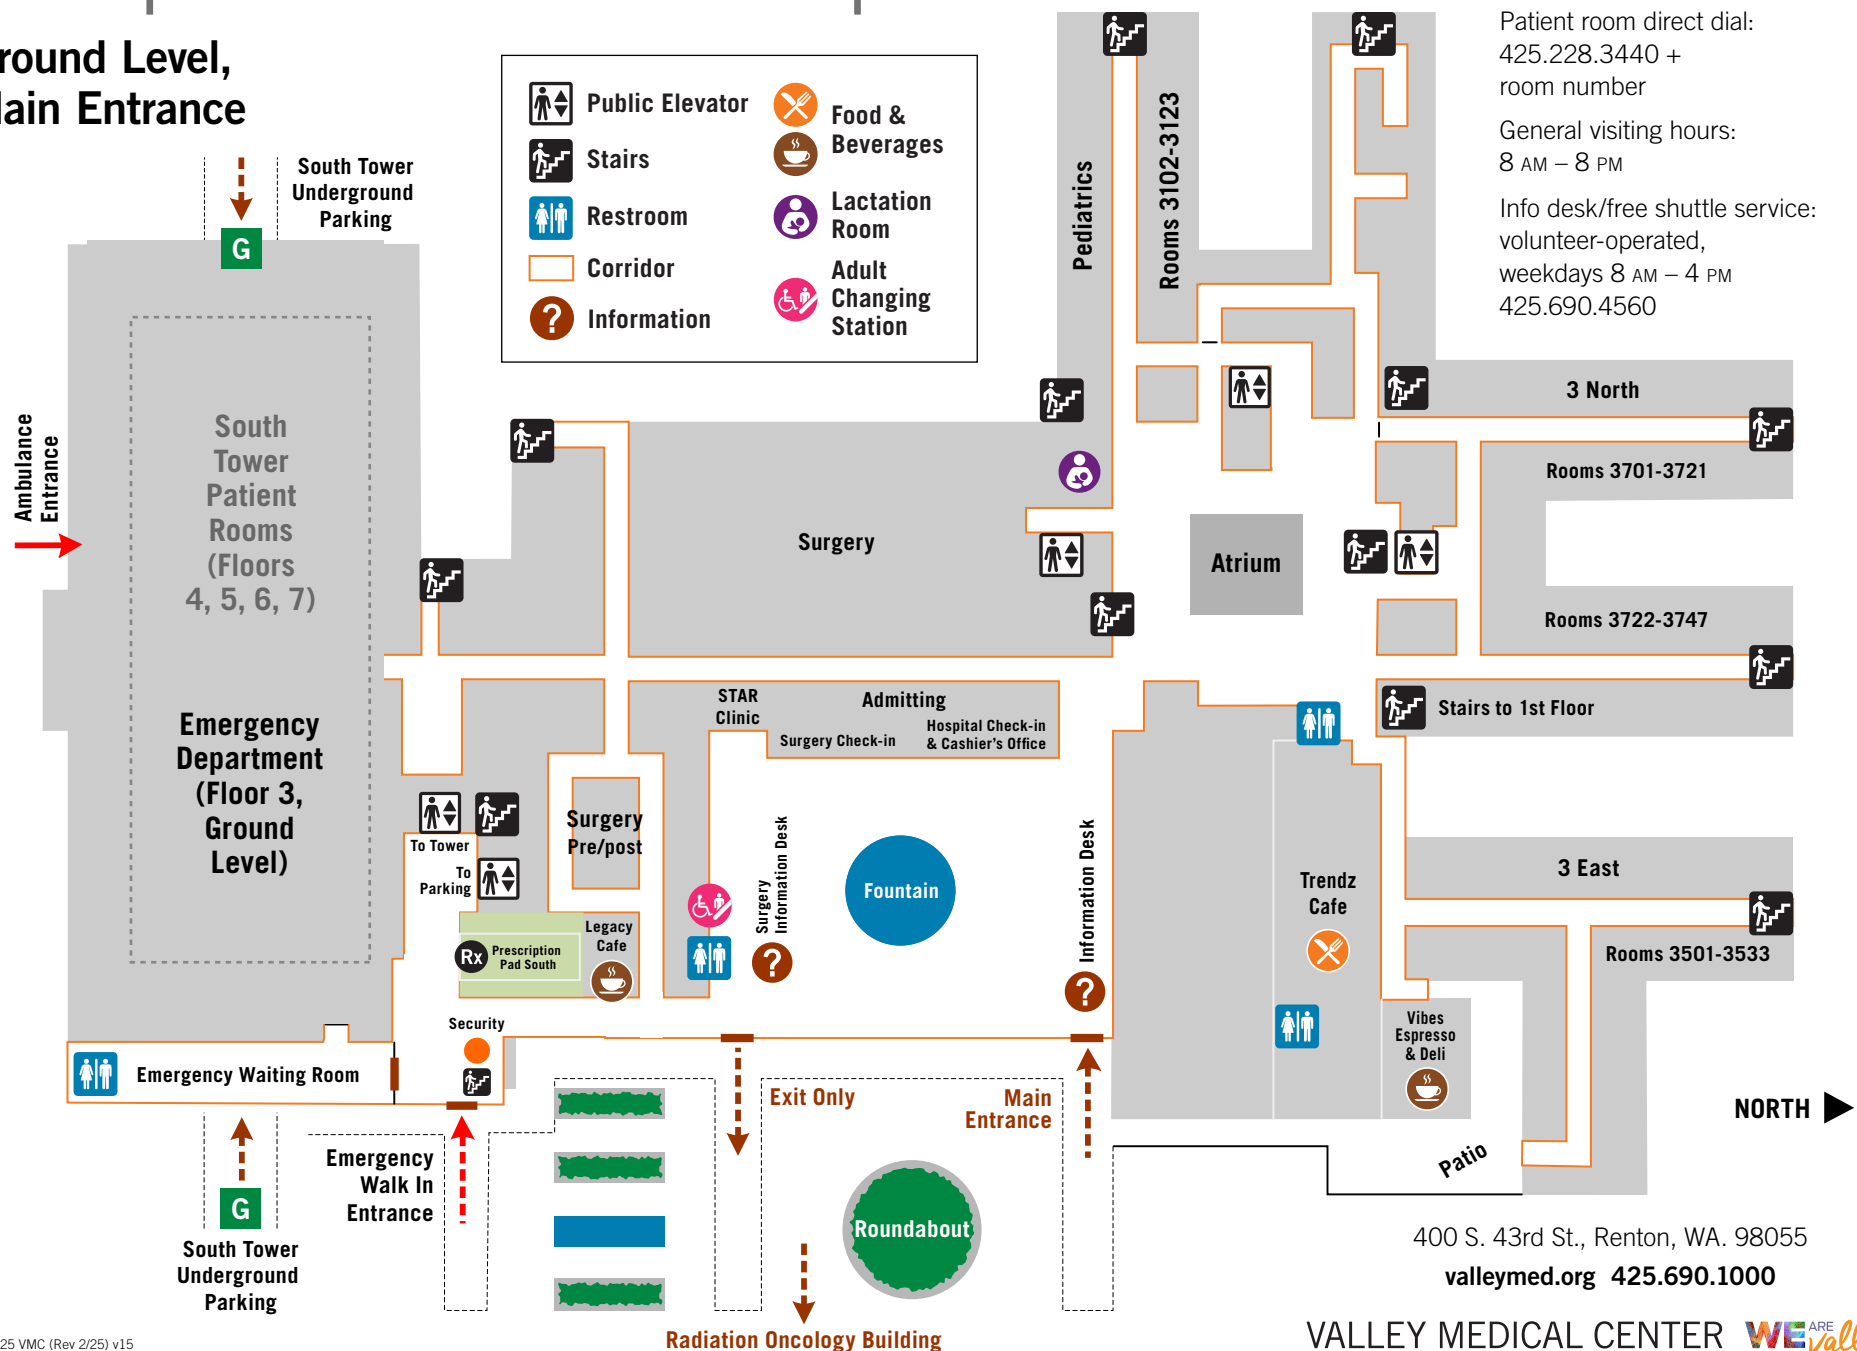 round Level,
ain Entrance
South Tower
Underground
Parking
G
Public Elevator
Stairs
Restroom
Corridor
?
Information
Food &
Beverages
Lactation
Room
Adult
Changing
Station
Pediatrics
Rooms 3102-3123
Patient room direct dial:
425.228.3440 +
room number
General visiting hours:
8 AM – 8 PM
Info desk/free shuttle service:
volunteer-operated,
weekdays 8 AM – 4 PM
425.690.4560
3 North
Rooms 3701-3721
Rooms 3722-3747
Stairs to 1st Floor
Ambulance
Entrance
South
Tower
Patient
Rooms
(Floors
4, 5, 6, 7)
Emergency
Department
(Floor 3,
Ground
Level)
Surgery
Atrium
STAR
Clinic
Admitting
Surgery Check-in
Hospital Check-in
& Cashier's Office
To Tower
To
Parking
Surgery
Pre/post
Surgery
Information Desk
?
Fountain
Information Desk
?
Trendz
Cafe
3 East
Rooms 3501-3533
Rx
Prescription
Pad South
Legacy
Cafe
Security
Vibes
Espresso
& Deli
Emergency Waiting Room
Exit Only
Main
Entrance
NORTH
Patio
Emergency
Walk In
Entrance
G
South Tower
Underground
Parking
Roundabout
Radiation Oncology Building
400 S. 43rd St., Renton, WA. 98055
valleymed.org 425.690.1000
VALLEY MEDICAL CENTER
WE ARE
25 VMC (Rev 2/25) v15